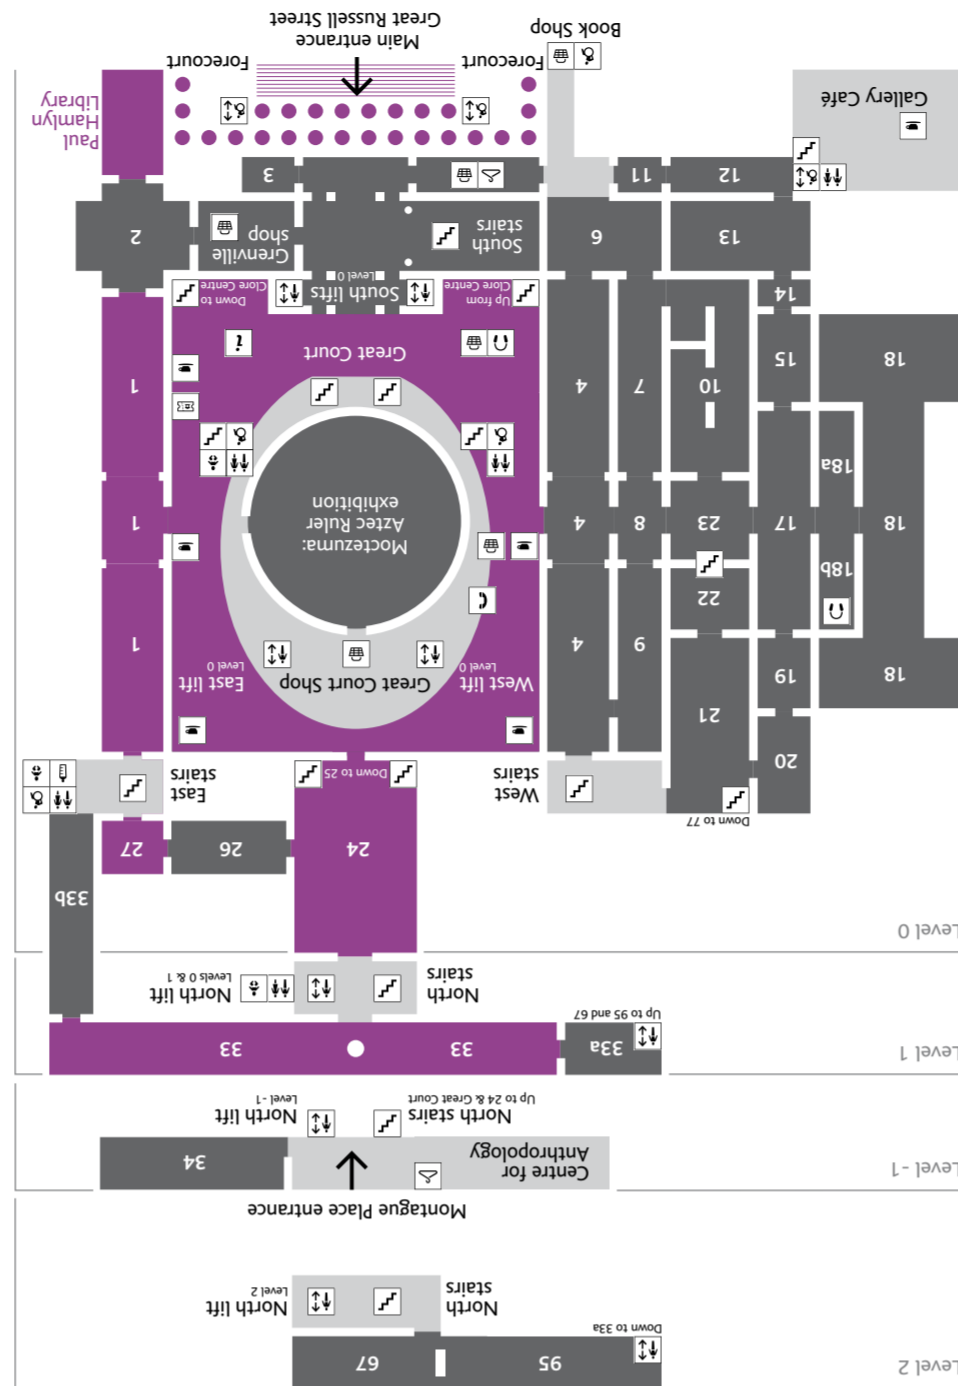 Level 2
95
67
Down to 33a
North
stairs
North lift
Level 2
Montague Place entrance
Level -1
Centre for
Anthropology
34
North stairs
Up to 24 & Great Court
North lift
Level -1
Level 1
33a
33
33
Up to 95 and 67
North
stairs
North lift
Levels 0 & 1
Level 0
33b
24
26
27
Down to 77
20
21
West
stairs
Down to 25
East
stairs
18
19
9
4
West lift
Level 0
Great Court Shop
East lift
Level 0
1
22
18b
18
17
18a
23
8
4
Moctezuma:
Aztec Ruler
exhibition
1
18
15
10
7
4
Great Court
1
14
Up from
Clore Centre
South lifts
Level 0
Down to
Clore Centre
13
6
South
stairs
Grenville
shop
2
12
11
3
Gallery Café
Paul
Hamlyn
Library
Forecourt
Forecourt
Book Shop
Main entrance
Great Russell Street